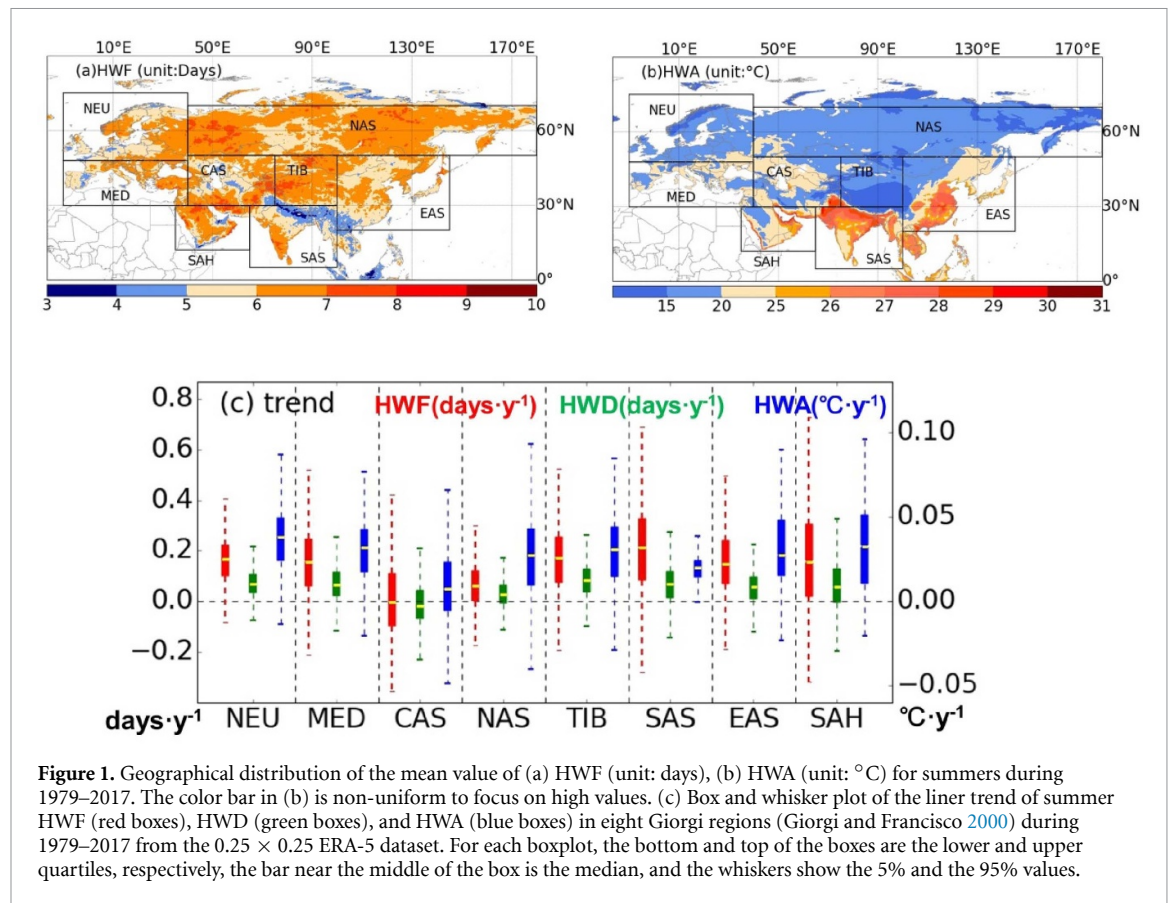 10°E 50°E 90°E 130°E 170°E
(a)HWF (unit:Days)
NEU
NAS
60°N
CAS
TIB
MED
30°N
EAS
SAH
SAS
0°
3 4 5 6 7 8 9 10
10°E 50°E 90°E 130°E 170°E
(b)HWA (unit:°C)
NEU
NAS
60°N
CAS
TIB
MED
30°N
EAS
SAH
SAS
0°
15 20 25 26 27 28 29 30 31
(c) trend HWF(days·y⁻¹) HWD(days·y⁻¹) HWA(°C·y⁻¹)
0.8
0.6
0.4
0.2
0.0
−0.2
0.10
0.05
0.00
−0.05
days·y⁻¹ NEU MED CAS NAS TIB SAS EAS SAH °C·y⁻¹
Figure 1. Geographical distribution of the mean value of (a) HWF (unit: days), (b) HWA (unit: °C) for summers during
1979–2017. The color bar in (b) is non-uniform to focus on high values. (c) Box and whisker plot of the liner trend of summer
HWF (red boxes), HWD (green boxes), and HWA (blue boxes) in eight Giorgi regions (Giorgi and Francisco 2000) during
1979–2017 from the 0.25 × 0.25 ERA-5 dataset. For each boxplot, the bottom and top of the boxes are the lower and upper
quartiles, respectively, the bar near the middle of the box is the median, and the whiskers show the 5% and the 95% values.